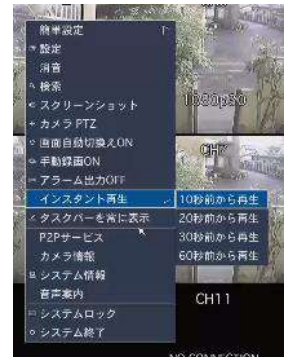 簡単設定
設定
消音
検索
スクリーンショット
カメラ PTZ
画面自動切換えON
手動録画ON
アラーム出力OFF
インスタント再生
10秒前から再生
タスクバーを常に表示
20秒前から再生
30秒前から再生
60秒前から再生
P2Pサービス
カメラ情報
システム情報
音声案内
システムロック
システム終了
1080p30
CH7
CH11
NO CONNECTION